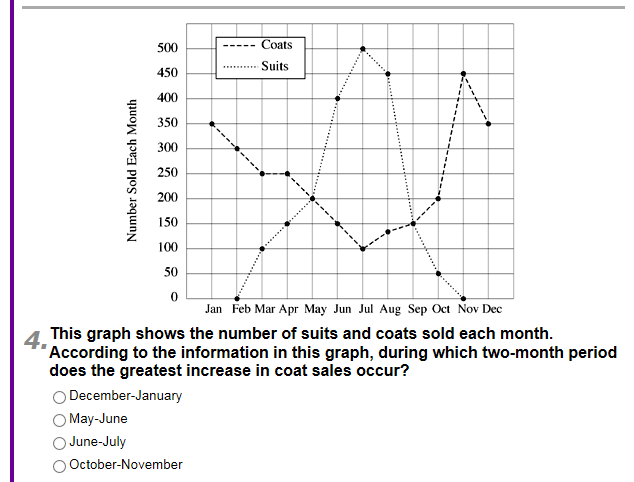 Coats
Suits
Number Sold Each Month
500
450
400
350
300
250
200
150
100
50
0
Jan Feb Mar Apr May Jun Jul Aug Sep Oct Nov Dec
4. This graph shows the number of suits and coats sold each month.
According to the information in this graph, during which two-month period
does the greatest increase in coat sales occur?
December-January
May-June
June-July
October-November